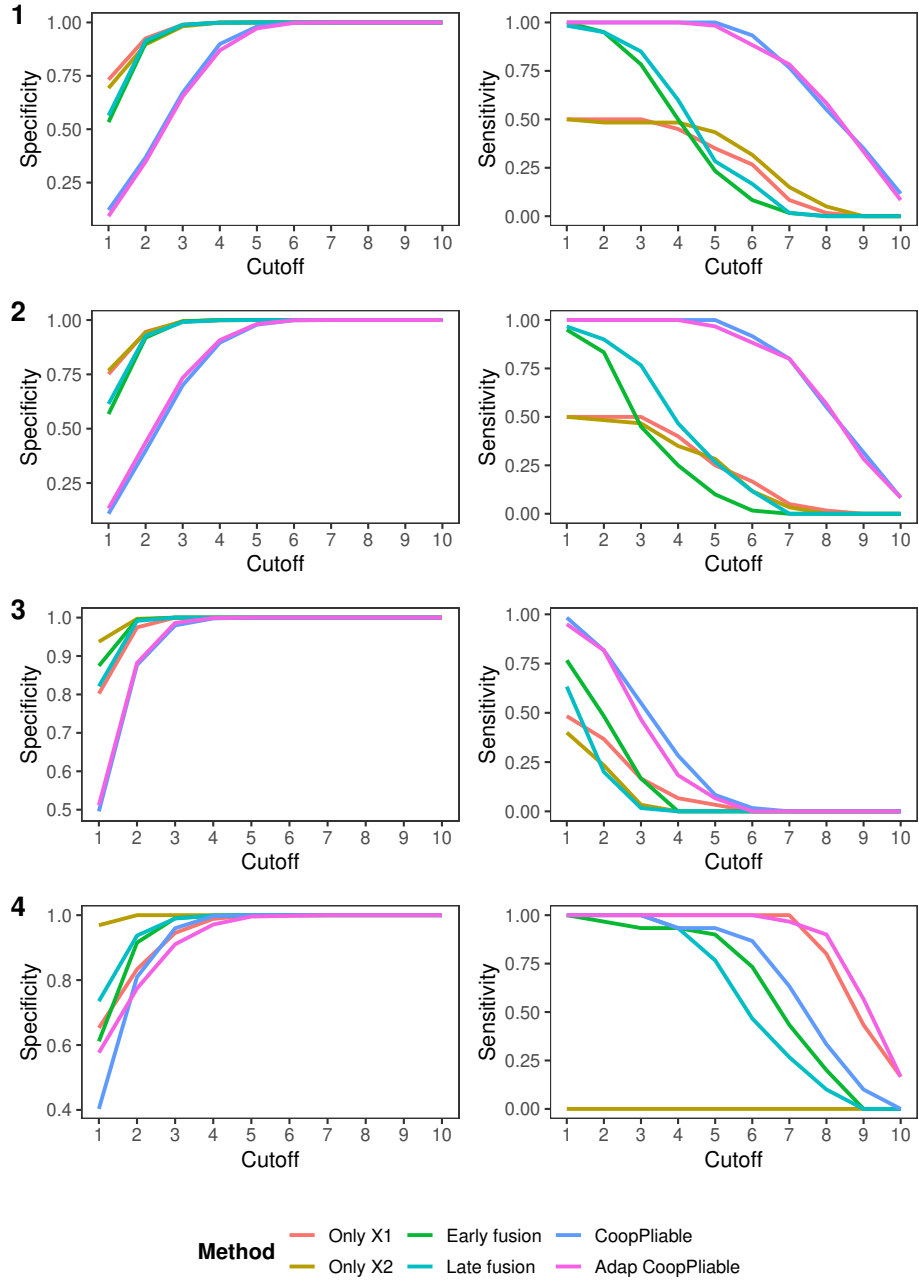 1
1.00
0.75
0.50
0.25
Specificity
1 2 3 4 5 6 7 8 9 10
Cutoff
1.00
0.75
0.50
0.25
0.00
Sensitivity
1 2 3 4 5 6 7 8 9 10
Cutoff
2
1.00
0.75
0.50
0.25
Specificity
1 2 3 4 5 6 7 8 9 10
Cutoff
1.00
0.75
0.50
0.25
0.00
Sensitivity
1 2 3 4 5 6 7 8 9 10
Cutoff
3
1.0
0.9
0.8
0.7
0.6
0.5
Specificity
1 2 3 4 5 6 7 8 9 10
Cutoff
1.00
0.75
0.50
0.25
0.00
Sensitivity
1 2 3 4 5 6 7 8 9 10
Cutoff
4
1.0
0.8
0.6
0.4
Specificity
1 2 3 4 5 6 7 8 9 10
Cutoff
1.00
0.75
0.50
0.25
0.00
Sensitivity
1 2 3 4 5 6 7 8 9 10
Cutoff
Method
Only X1 Early fusion CoopPliable
Only X2 Late fusion Adap CoopPliable